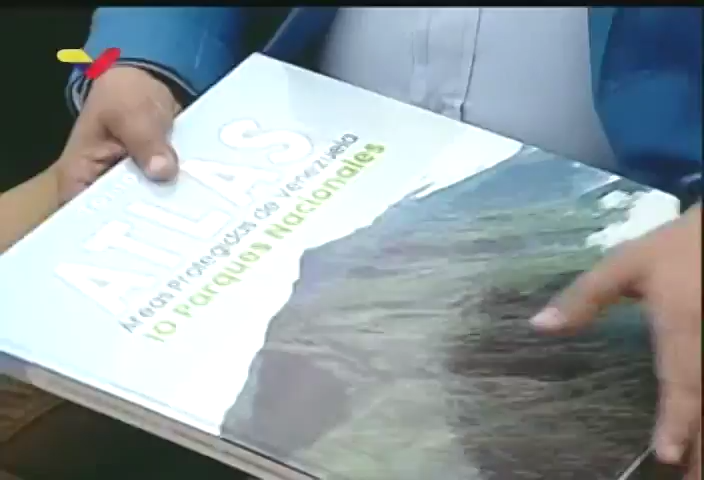 ATLAS
Áreas Protegidas de Venezuela
10 Parques Nacionales